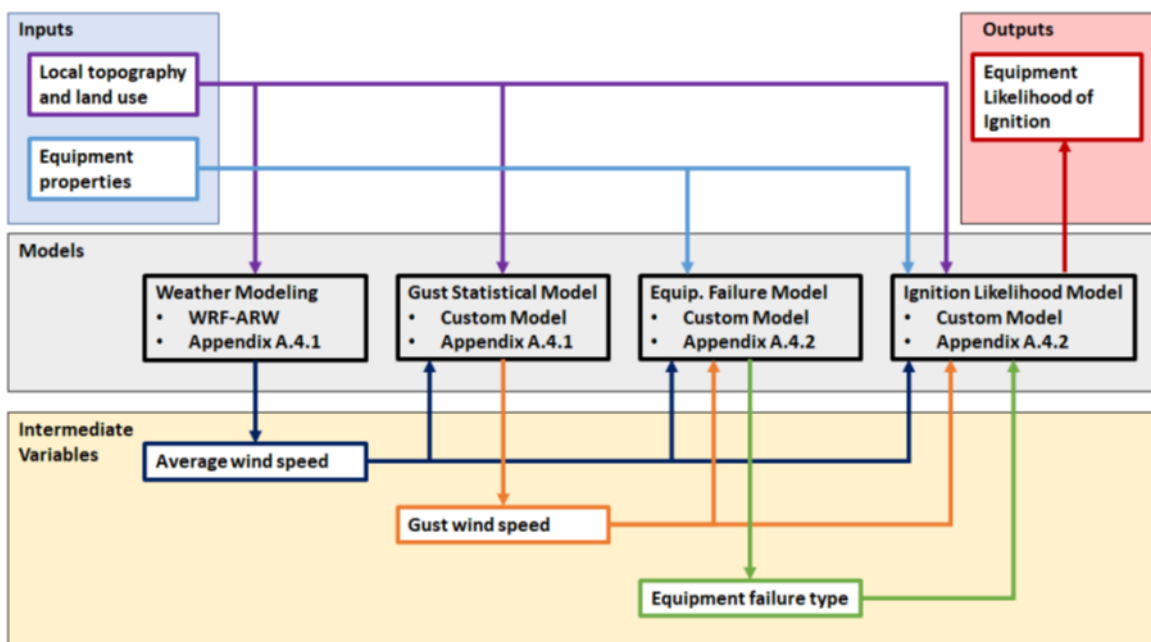 Inputs
Local topography
and land use
Equipment
properties
Outputs
Equipment
Likelihood of
Ignition
Models
Weather Modeling
• WRF-ARW
• Appendix A.4.1
Gust Statistical Model
• Custom Model
• Appendix A.4.1
Equip. Failure Model
• Custom Model
• Appendix A.4.2
Ignition Likelihood Model
• Custom Model
• Appendix A.4.2
Intermediate
Variables
Average wind speed
Gust wind speed
Equipment failure type